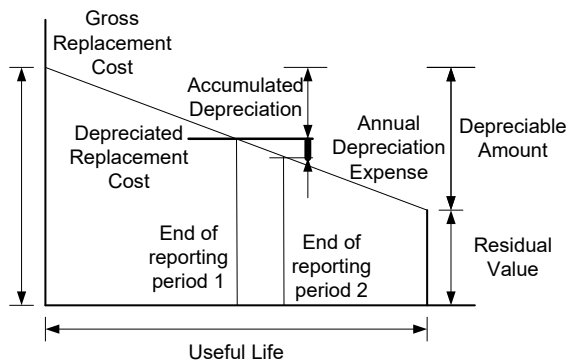 Gross
Replacement
Cost
Accumulated
Depreciation
Depreciated
Replacement
Cost
Annual
Depreciation
Expense
Depreciable
Amount
End of
reporting
period 1
End of
reporting
period 2
Residual
Value
Useful Life